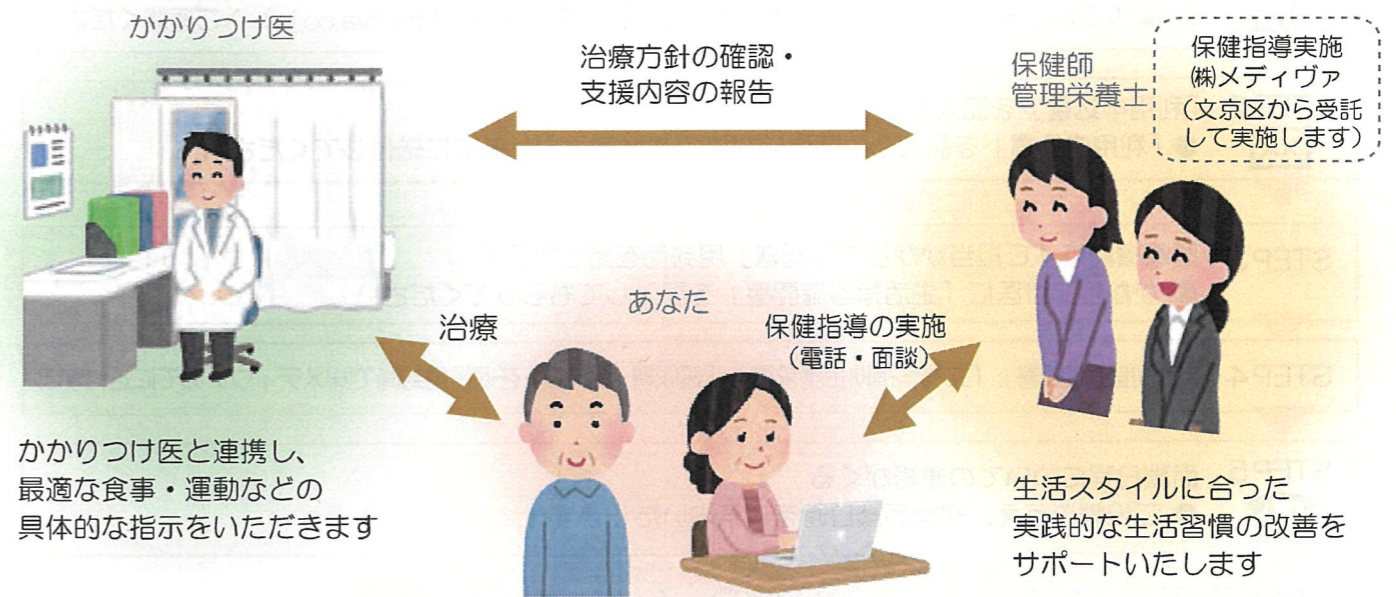 かかりつけ医
治療方針の確認・
支援内容の報告
保健師
管理栄養士
保健指導実施
㈱メディヴァ
(文京区から受託
して実施します)
あなた
治療
保健指導の実施
(電話・面談)
かかりつけ医と連携し、
最適な食事・運動などの
具体的な指示をいただきます
生活スタイルに合った
実践的な生活習慣の改善を
サポートいたします